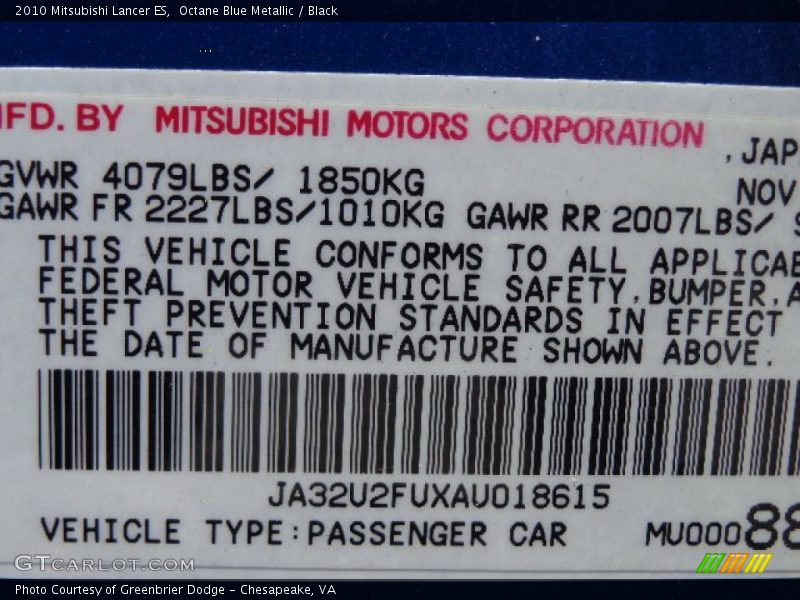 2010 Mitsubishi Lancer ES, Octane Blue Metallic / Black
MFD. BY MITSUBISHI MOTORS CORPORATION
, JAP
GVWR 4079LBS/ 1850KG
NOV
GAWR FR 2227LBS/1010KG GAWR RR 2007LBS/
THIS VEHICLE CONFORMS TO ALL APPLICAB
FEDERAL MOTOR VEHICLE SAFETY, BUMPER, A
THEFT PREVENTION STANDARDS IN EFFECT
THE DATE OF MANUFACTURE SHOWN ABOVE.
JA32U2FUXAU018615
VEHICLE TYPE:PASSENGER CAR MU00088
GTCARLOT.COM
Photo Courtesy of Greenbrier Dodge - Chesapeake, VA